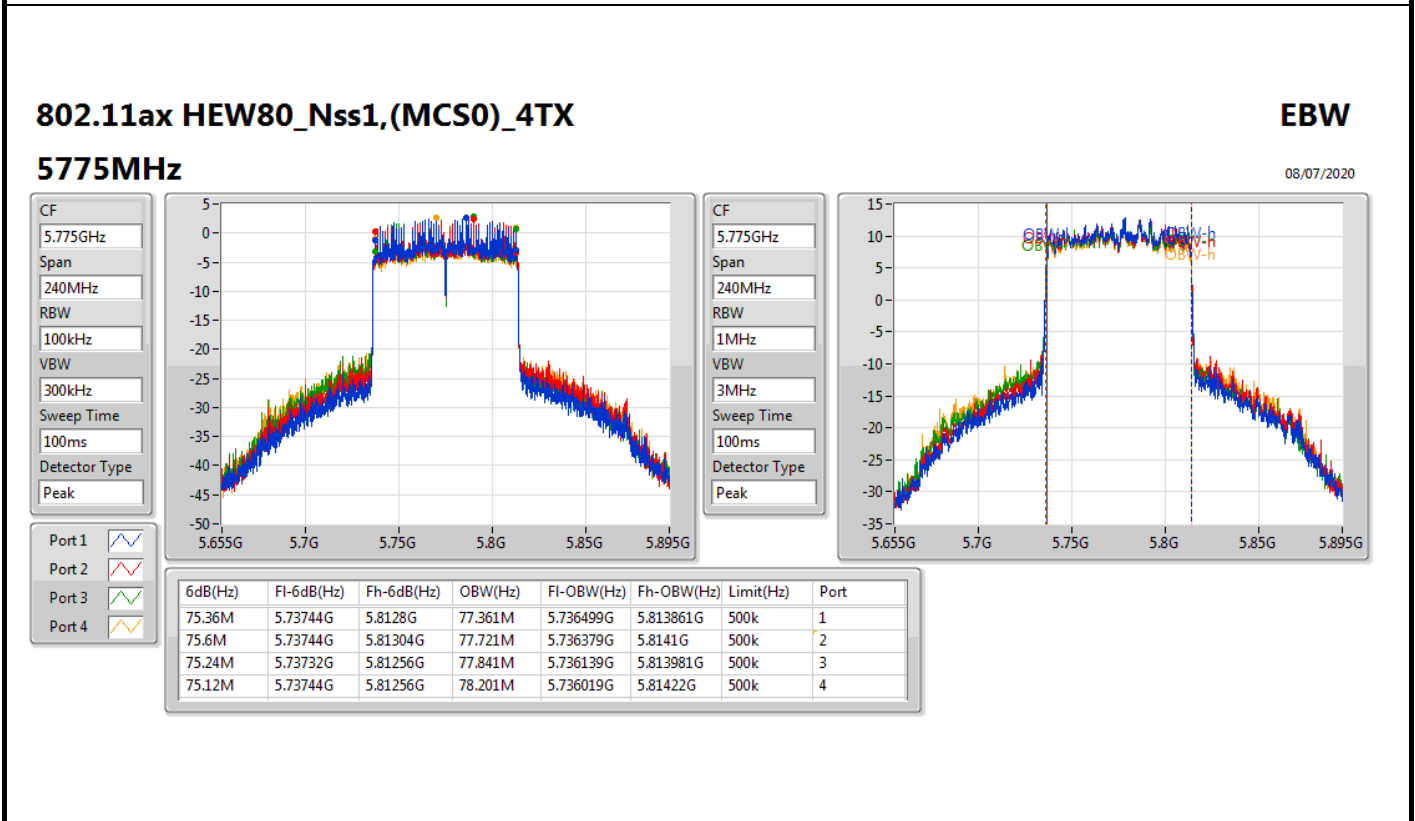 802.11ax HEW80_Nss1,(MCS0)_4TX
EBW
5775MHz
08/07/2020
CF
5.775GHz
Span
240MHz
RBW
100kHz
VBW
300kHz
Sweep Time
100ms
Detector Type
Peak
5
0
-5
-10
-15
-20
-25
-30
-35
-40
-45
-50
5.655G 5.7G 5.75G 5.8G 5.85G 5.895G
CF
5.775GHz
Span
240MHz
RBW
1MHz
VBW
3MHz
Sweep Time
100ms
Detector Type
Peak
15
10
5
0
-5
-10
-15
-20
-25
-30
-35
OBW-h
OBW-h
5.655G 5.7G 5.75G 5.8G 5.85G 5.895G
Port 1
Port 2
Port 3
Port 4
6dB(Hz) Fl-6dB(Hz) Fh-6dB(Hz) OBW(Hz) Fl-OBW(Hz) Fh-OBW(Hz) Limit(Hz) Port
75.36M 5.73744G 5.8128G 77.361M 5.736499G 5.813861G 500k 1
75.6M 5.73744G 5.81304G 77.721M 5.736379G 5.8141G 500k 2
75.24M 5.73732G 5.81256G 77.841M 5.736139G 5.813981G 500k 3
75.12M 5.73744G 5.81256G 78.201M 5.736019G 5.81422G 500k 4